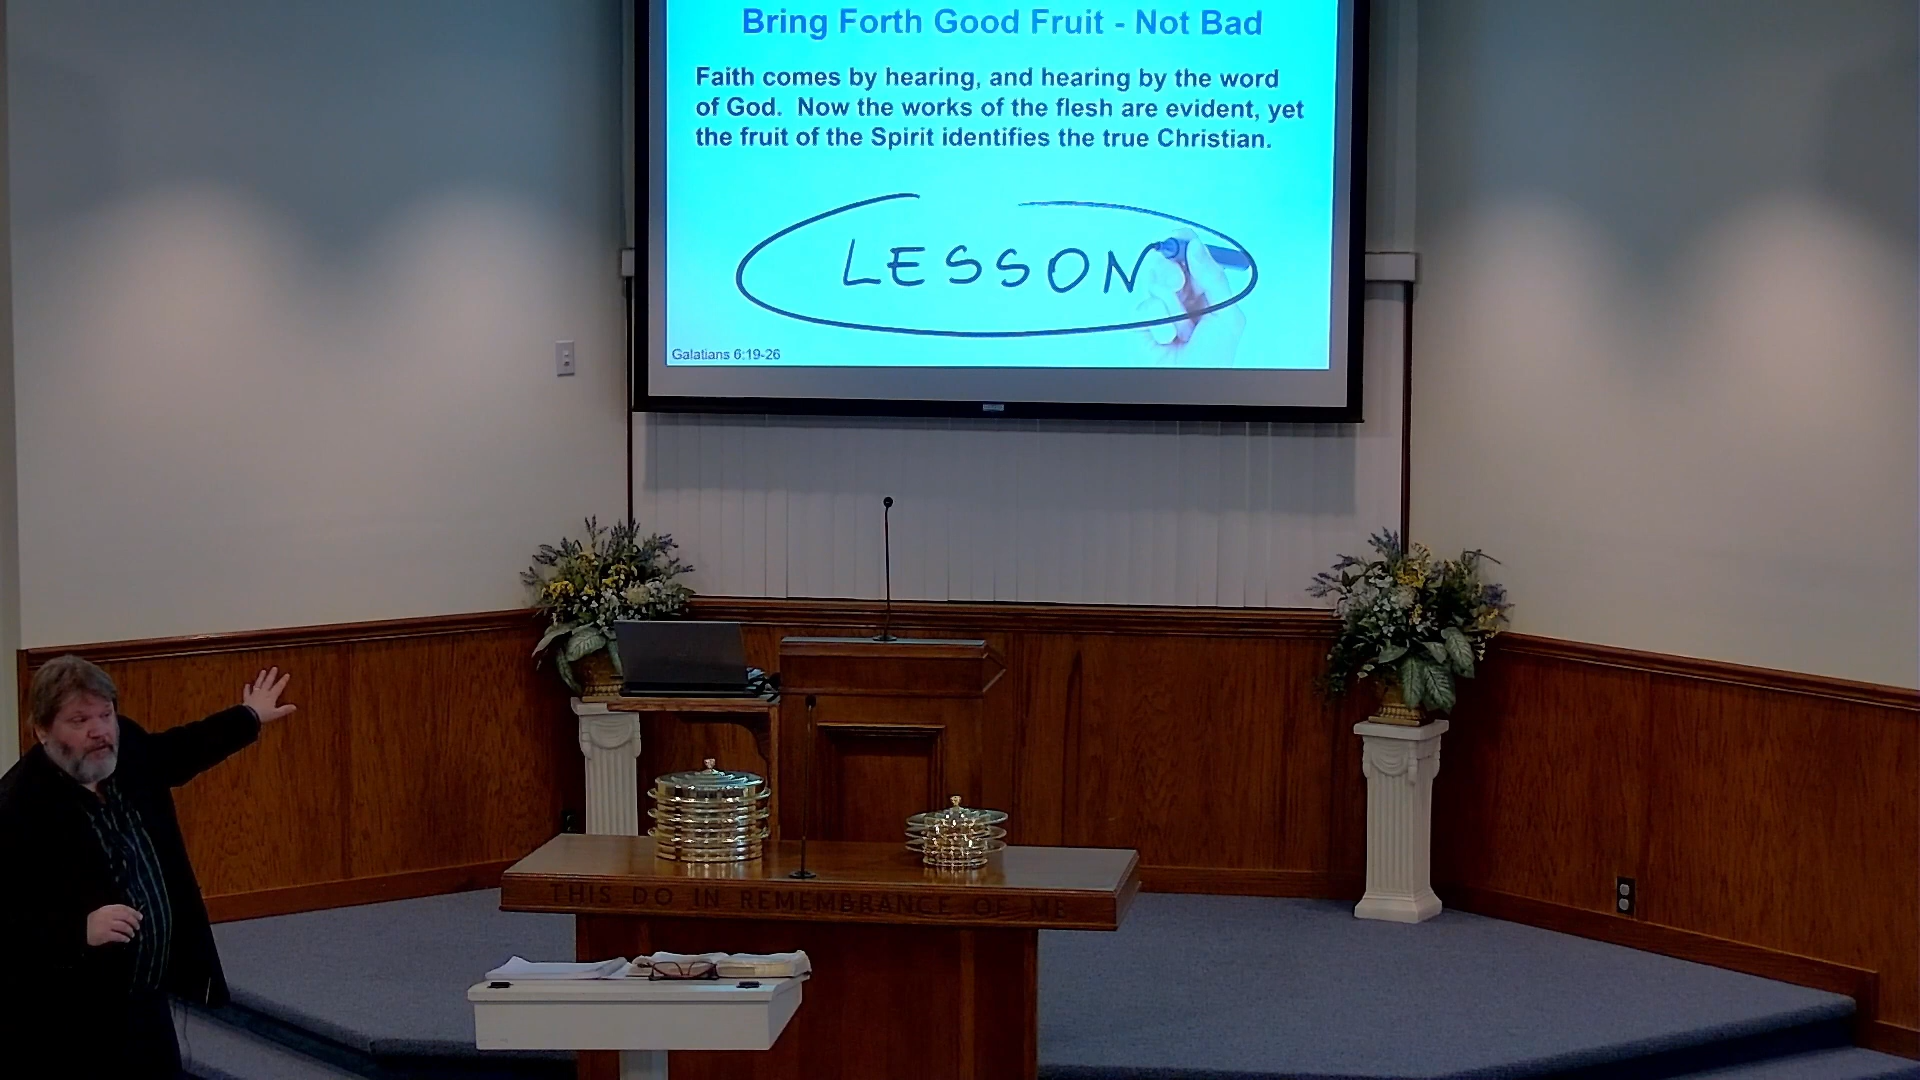 Bring Forth Good Fruit - Not Bad
Faith comes by hearing, and hearing by the word
of God. Now the works of the flesh are evident, yet
the fruit of the Spirit identifies the true Christian.
LESSON
Galatians 6:19-26
THIS DO IN REMEMBRANCE OF ME